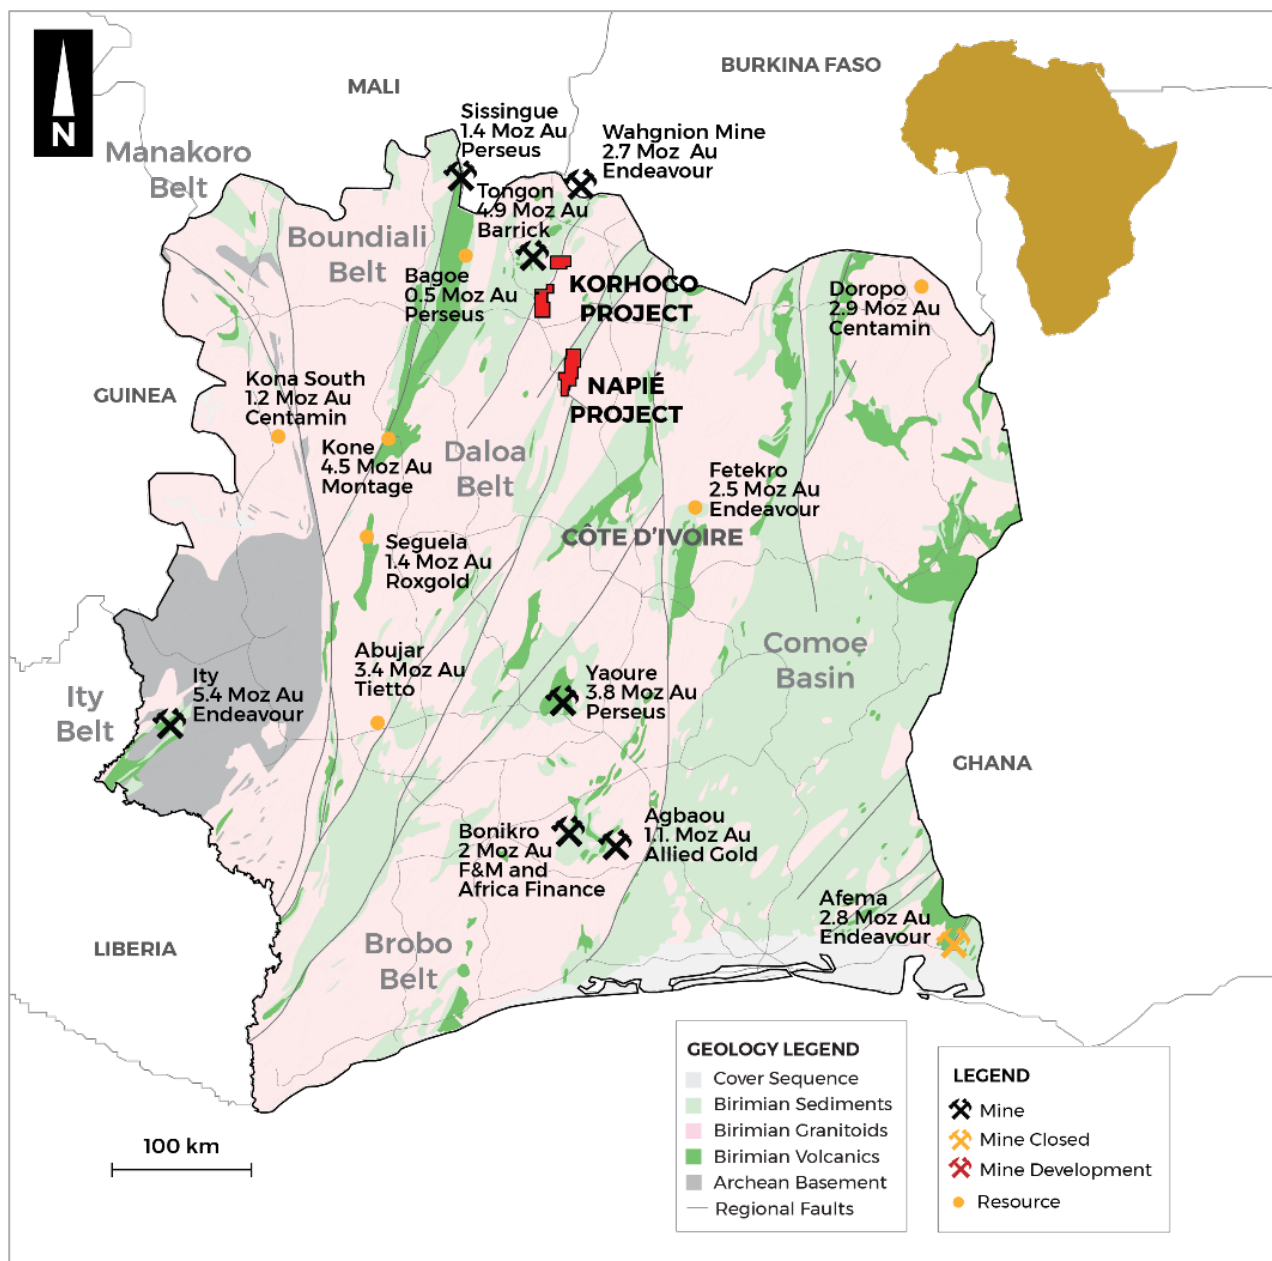 MALI
BURKINA FASO
N
Manakoro
Belt
Sissingue
1.4 Moz Au
Perseus
Wahgnion Mine
2.7 Moz Au
Endeavour
Tongon
4.9 Moz Au
Barrick
Boundiali
Belt
Bagoe
0.5 Moz Au
Perseus
KORHOGO
PROJECT
Doropo
2.9 Moz Au
Centamin
GUINEA
Kona South
1.2 Moz Au
Centamin
NAPIÉ
PROJECT
Kone
4.5 Moz Au
Montage
Daloa
Belt
Fetekro
2.5 Moz Au
Endeavour
CÔTE D'IVOIRE
Seguela
1.4 Moz Au
Roxgold
Comoe
Basin
Abujar
3.4 Moz Au
Tietto
Ity
5.4 Moz Au
Endeavour
Ity
Belt
Yaoure
3.8 Moz Au
Perseus
GHANA
Bonikro
2 Moz Au
F&M and
Africa Finance
Agbaou
1.1. Moz Au
Allied Gold
Afema
2.8 Moz Au
Endeavour
LIBERIA
Brobo
Belt
100 km
GEOLOGY LEGEND
Cover Sequence
Birimian Sediments
Birimian Granitoids
Birimian Volcanics
Archean Basement
Regional Faults
LEGEND
Mine
Mine Closed
Mine Development
Resource